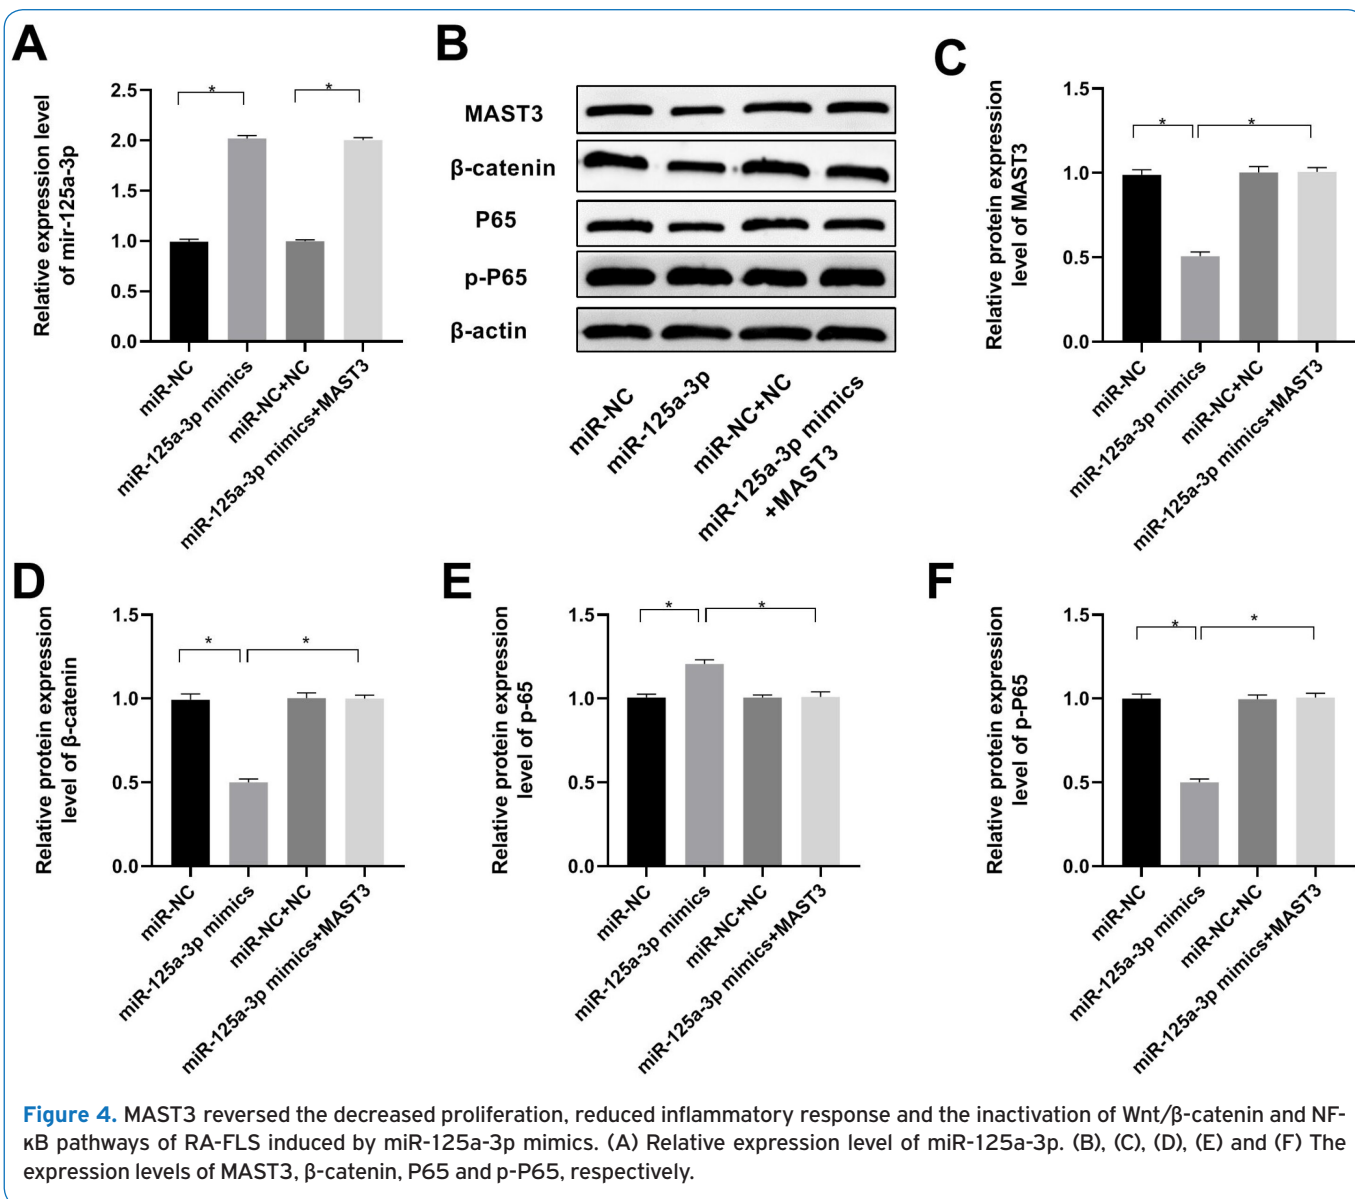 A
Relative expression level
of mir-125a-3p
2.5
2.0
1.5
1.0
0.5
0.0
*
*
miR-NC
miR-125a-3p mimics
miR-NC+NC
miR-125a-3p mimics+MAST3
B
MAST3
β-catenin
P65
p-P65
β-actin
miR-NC
miR-125a-3p
miR-NC+NC
miR-125a-3p mimics
+MAST3
C
Relative protein expression
level of MAST3
1.5
1.0
0.5
0.0
*
*
miR-NC
miR-125a-3p mimics
miR-NC+NC
miR-125a-3p mimics+MAST3
D
Relative protein expression
level of β-catenin
1.5
1.0
0.5
0.0
*
*
miR-NC
miR-125a-3p mimics
miR-NC+NC
miR-125a-3p mimics+MAST3
E
Relative protein expression
level of p-65
1.5
1.0
0.5
0.0
*
*
miR-NC
miR-125a-3p mimics
miR-NC+NC
miR-125a-3p mimics+MAST3
F
Relative protein expression
level of p-P65
1.5
1.0
0.5
0.0
*
*
miR-NC
miR-125a-3p mimics
miR-NC+NC
miR-125a-3p mimics+MAST3
Figure 4. MAST3 reversed the decreased proliferation, reduced inflammatory response and the inactivation of Wnt/β-catenin and NF-
κB pathways of RA-FLS induced by miR-125a-3p mimics. (A) Relative expression level of miR-125a-3p. (B), (C), (D), (E) and (F) The
expression levels of MAST3, β-catenin, P65 and p-P65, respectively.